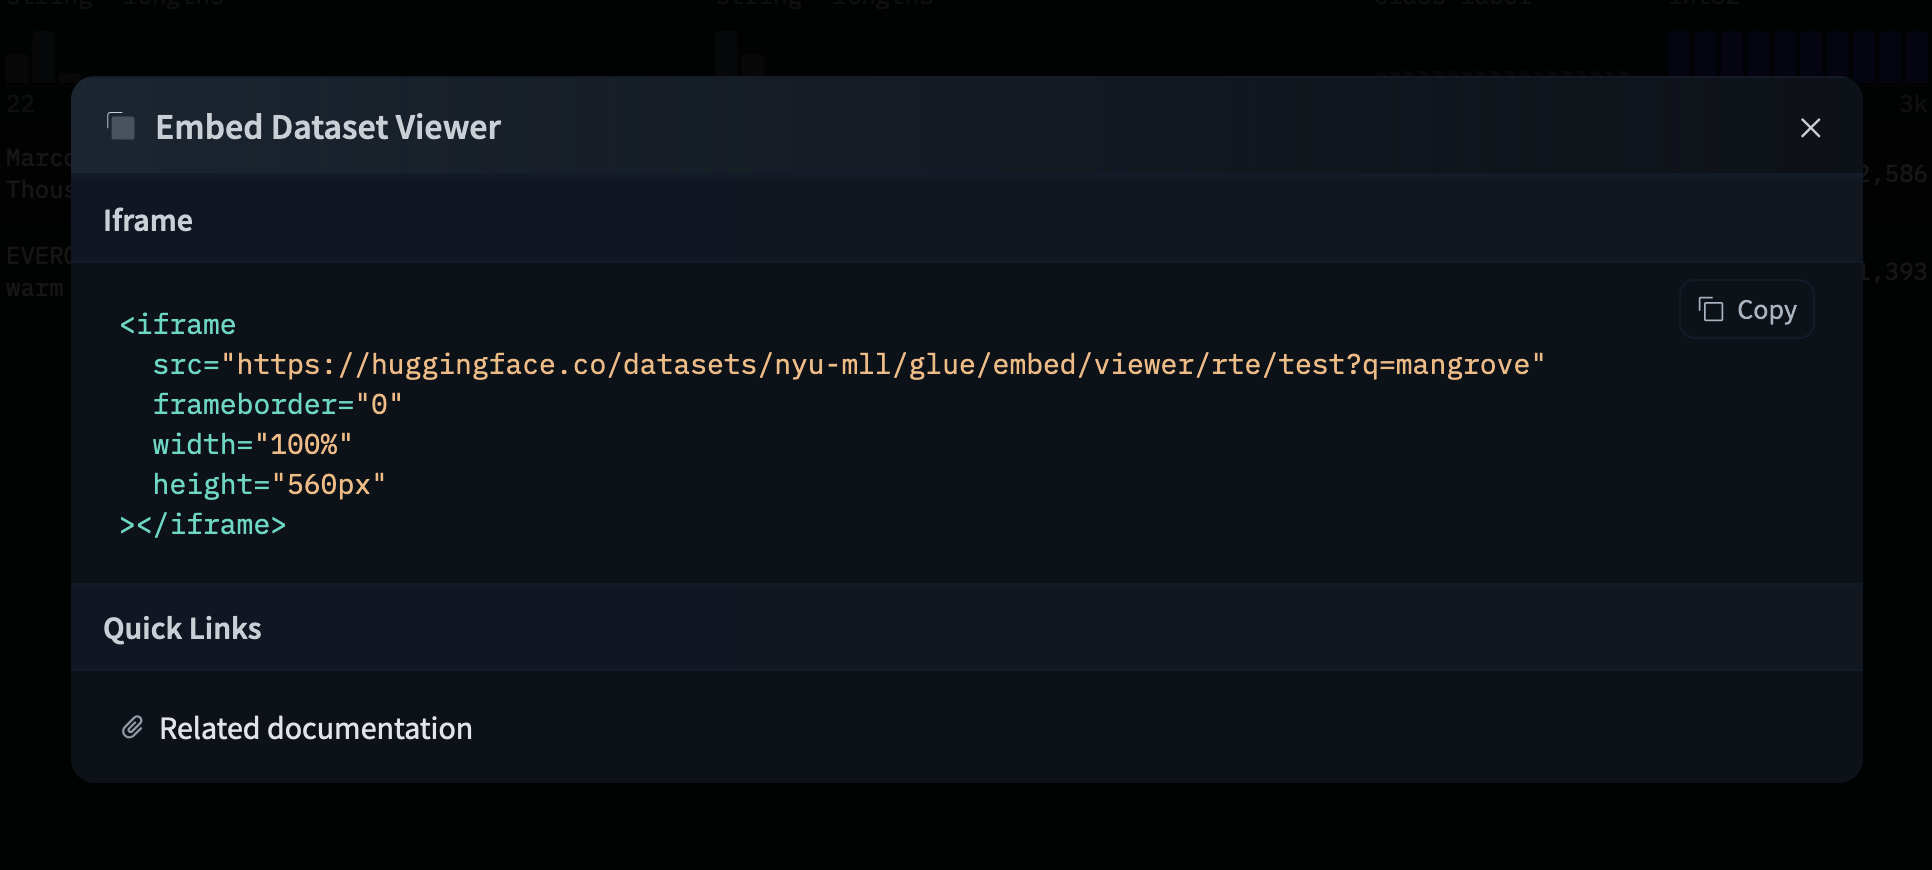 22
3k
Marco
Thous
2,586
EVERG
warm
1,393
Embed Dataset Viewer
Iframe
Copy
<iframe
src="https://huggingface.co/datasets/nyu-mll/glue/embed/viewer/rte/test?q=mangrove"
frameborder="0"
width="100%"
height="560px"
></iframe>
Quick Links
Related documentation